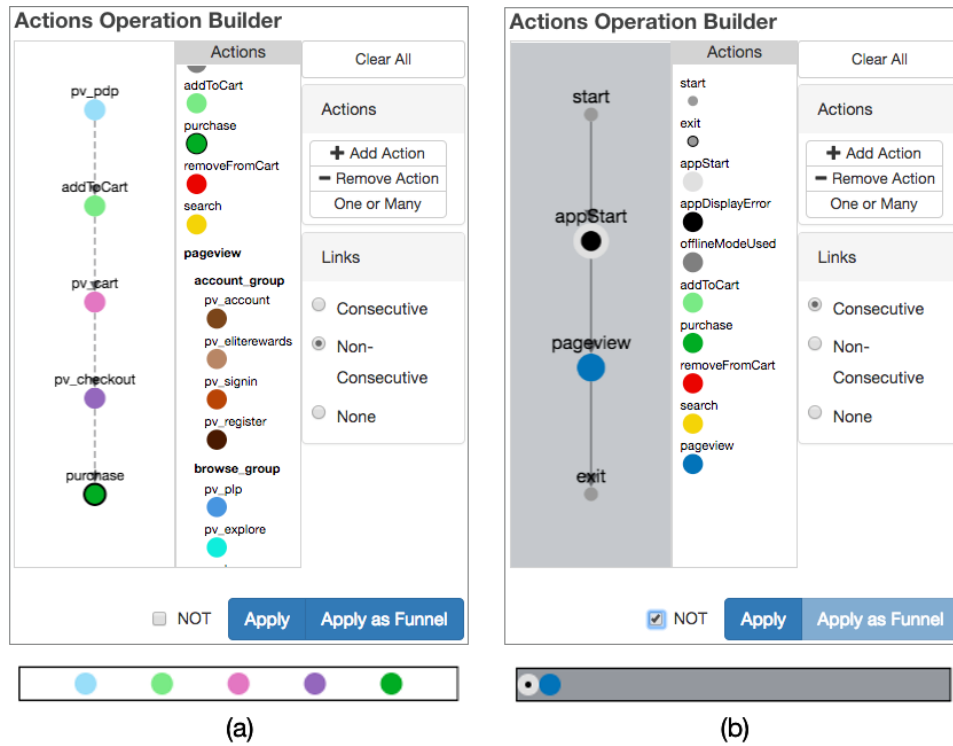 Actions Operation Builder
pv_pdp
addToCart
pv_cart
pv_checkout
purchase
Actions
addToCart
purchase
removeFromCart
search
pageview
account_group
pv_account
pv_eliterewards
pv_signin
pv_register
browse_group
pv_plp
pv_explore
Clear All
Actions
+ Add Action
− Remove Action
One or Many
Links
Consecutive
Non-
Consecutive
None
NOT
Apply
Apply as Funnel
(a)
Actions Operation Builder
start
appStart
pageview
exit
Actions
start
exit
appStart
appDisplayError
offlineModeUsed
addToCart
purchase
removeFromCart
search
pageview
Clear All
Actions
+ Add Action
− Remove Action
One or Many
Links
Consecutive
Non-
Consecutive
None
NOT
Apply
Apply as Funnel
(b)